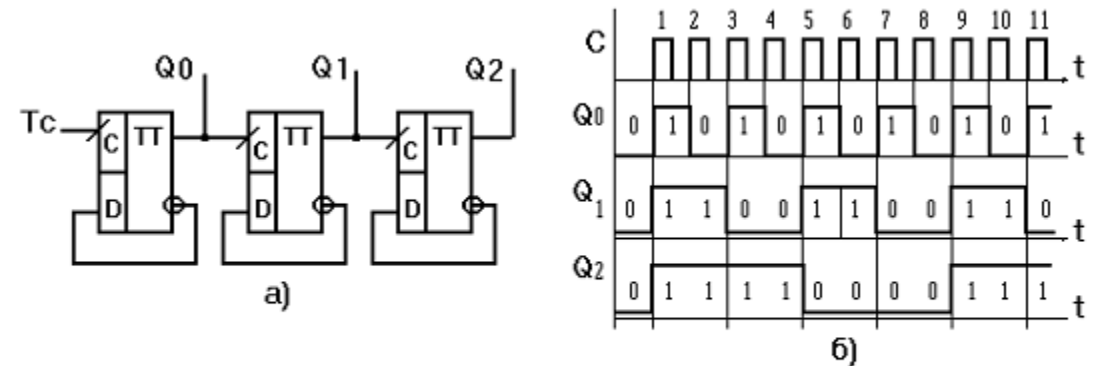 Q0 Q1 Q2
Tc C TT C TT C TT
D D D
а)
1 2 3 4 5 6 7 8 9 10 11
C t
Q0 0 1 0 1 0 1 0 1 0 1 0 1 t
Q1 0 1 1 0 0 1 1 0 0 1 1 0 t
Q2 0 1 1 1 1 0 0 0 0 1 1 1 t
б)